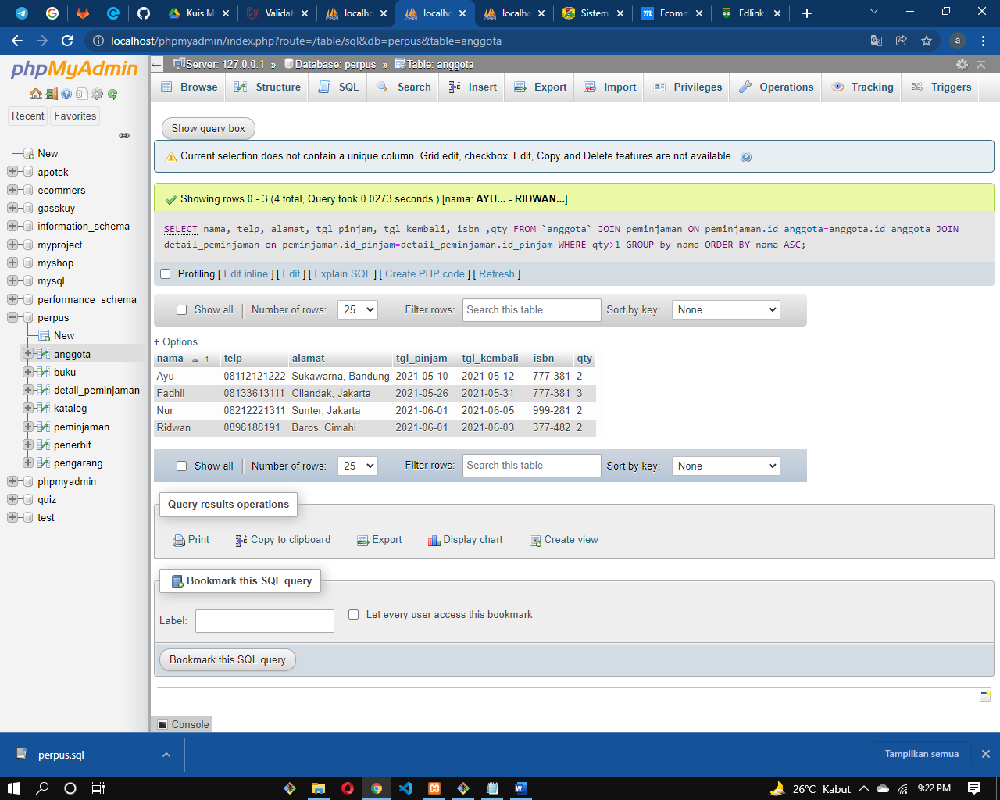 Kuis M
Validat
localho
localho
localho
Sistem
Ecomm
Edlink
localhost/phpmyadmin/index.php?route=/table/sql&db=perpus&table=anggota
a
phpMyAdmin
Recent Favorites
New
apotek
ecommers
gasskuy
information_schema
myproject
myshop
mysql
performance_schema
perpus
New
anggota
buku
detail_peminjaman
katalog
peminjaman
penerbit
pengarang
phpmyadmin
quiz
test
Server: 127.0.0.1 » Database: perpus » Table: anggota
Browse Structure SQL Search Insert Export Import Privileges Operations Tracking Triggers
Show query box
Current selection does not contain a unique column. Grid edit, checkbox, Edit, Copy and Delete features are not available.
Showing rows 0 - 3 (4 total, Query took 0.0273 seconds.) [nama: AYU... - RIDWAN...]
SELECT nama, telp, alamat, tgl_pinjam, tgl_kembali, isbn ,qty FROM `anggota` JOIN peminjaman ON peminjaman.id_anggota=anggota.id_anggota JOIN
detail_peminjaman on peminjaman.id_pinjam=detail_peminjaman.id_pinjam WHERE qty>1 GROUP by nama ORDER BY nama ASC;
Profiling [ Edit inline ] [ Edit ] [ Explain SQL ] [ Create PHP code ] [ Refresh ]
Show all Number of rows: 25 Filter rows: Search this table Sort by key: None
+ Options
nama 1 telp alamat tgl_pinjam tgl_kembali isbn qty
Ayu 08112121222 Sukawarna, Bandung 2021-05-10 2021-05-12 777-381 2
Fadhli 08133613111 Cilandak, Jakarta 2021-05-26 2021-05-31 777-381 3
Nur 08212221311 Sunter, Jakarta 2021-06-01 2021-06-05 999-281 2
Ridwan 0898188191 Baros, Cimahi 2021-06-01 2021-06-03 377-482 2
Show all Number of rows: 25 Filter rows: Search this table Sort by key: None
Query results operations
Print Copy to clipboard Export Display chart Create view
Bookmark this SQL query
Label: Let every user access this bookmark
Bookmark this SQL query
Console
perpus.sql
Tampilkan semua
26°C Kabut 9:22 PM